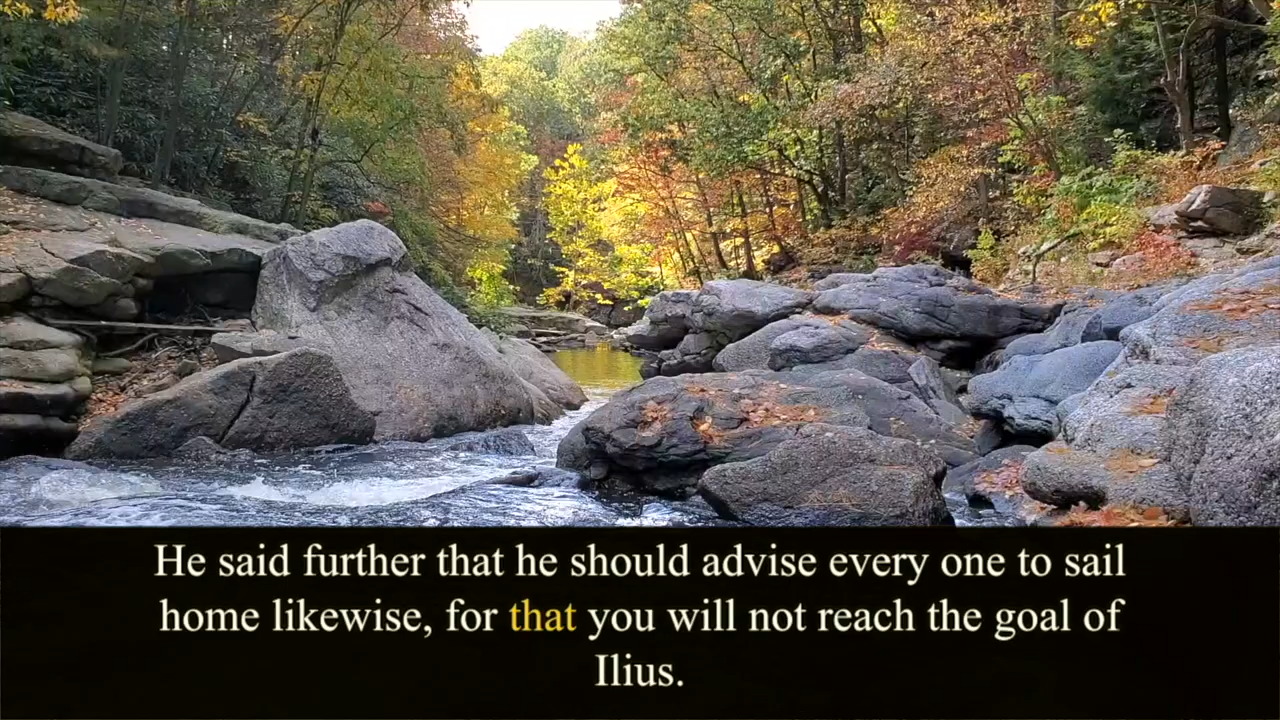 He said further that he should advise every one to sail
home likewise, for that you will not reach the goal of
Ilius.